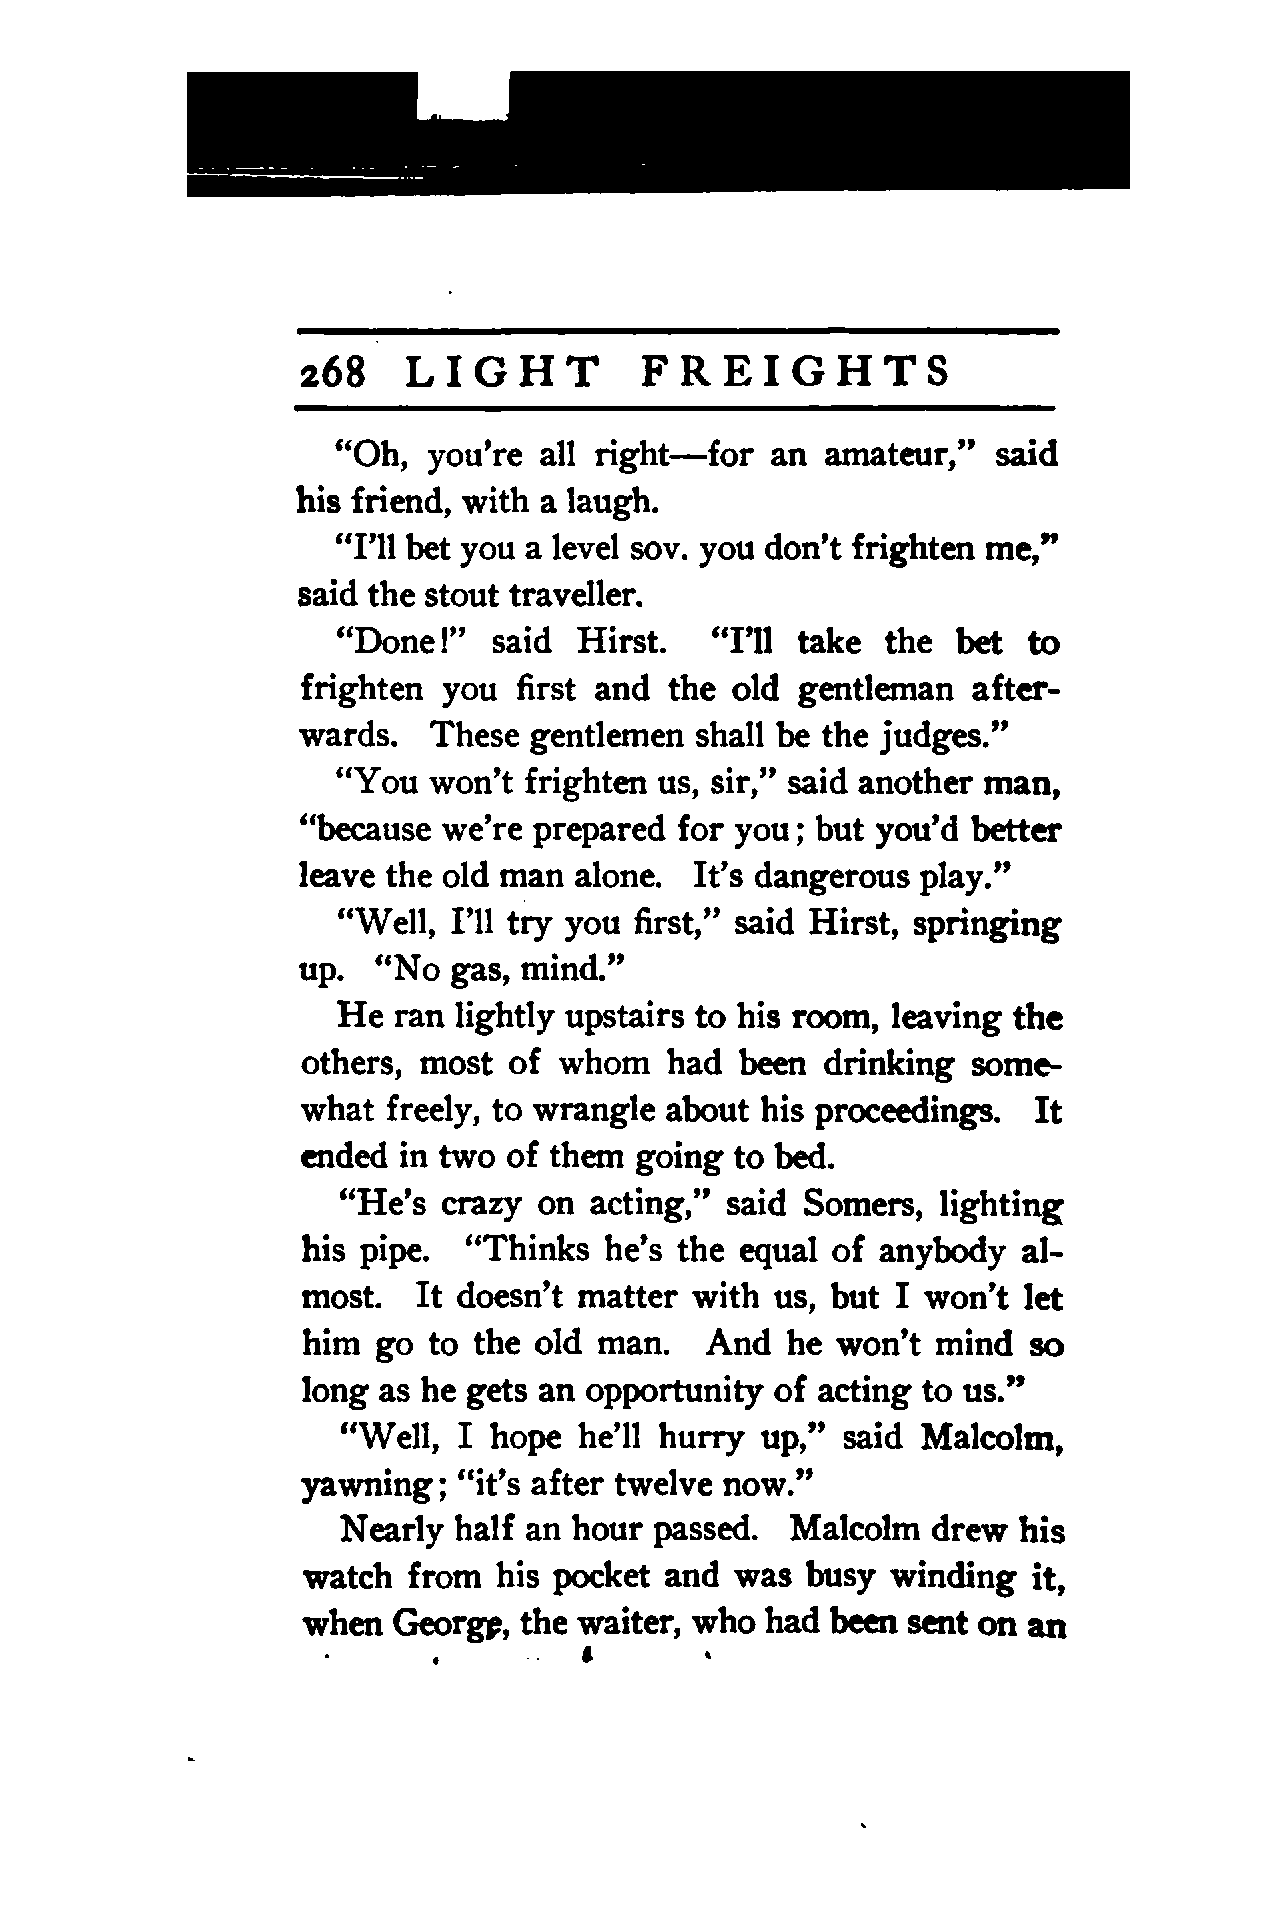 268 LIGHT FREIGHTS
“Oh, you’re all right—for an amateur,” said
his friend, with a laugh.
“I’ll bet you a level sov. you don’t frighten me,”
said the stout traveller.
“Done!” said Hirst. “I’ll take the bet to
frighten you first and the old gentleman after-
wards. These gentlemen shall be the judges.”
“You won’t frighten us, sir,” said another man,
“because we’re prepared for you; but you’d better
leave the old man alone. It’s dangerous play.”
“Well, I’ll try you first,” said Hirst, springing
up. “No gas, mind.”
He ran lightly upstairs to his room, leaving the
others, most of whom had been drinking some-
what freely, to wrangle about his proceedings. It
ended in two of them going to bed.
“He’s crazy on acting,” said Somers, lighting
his pipe. “Thinks he’s the equal of anybody al-
most. It doesn’t matter with us, but I won’t let
him go to the old man. And he won’t mind so
long as he gets an opportunity of acting to us.”
“Well, I hope he’ll hurry up,” said Malcolm,
yawning; “it’s after twelve now.”
Nearly half an hour passed. Malcolm drew his
watch from his pocket and was busy winding it,
when George, the waiter, who had been sent on an